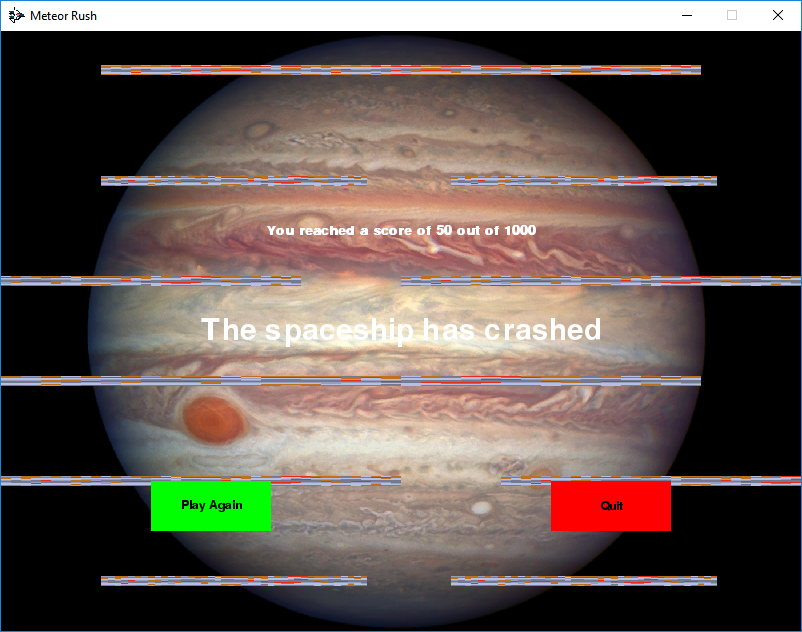 Meteor Rush
You reached a score of 50 out of 1000
The spaceship has crashed
Play Again
Quit